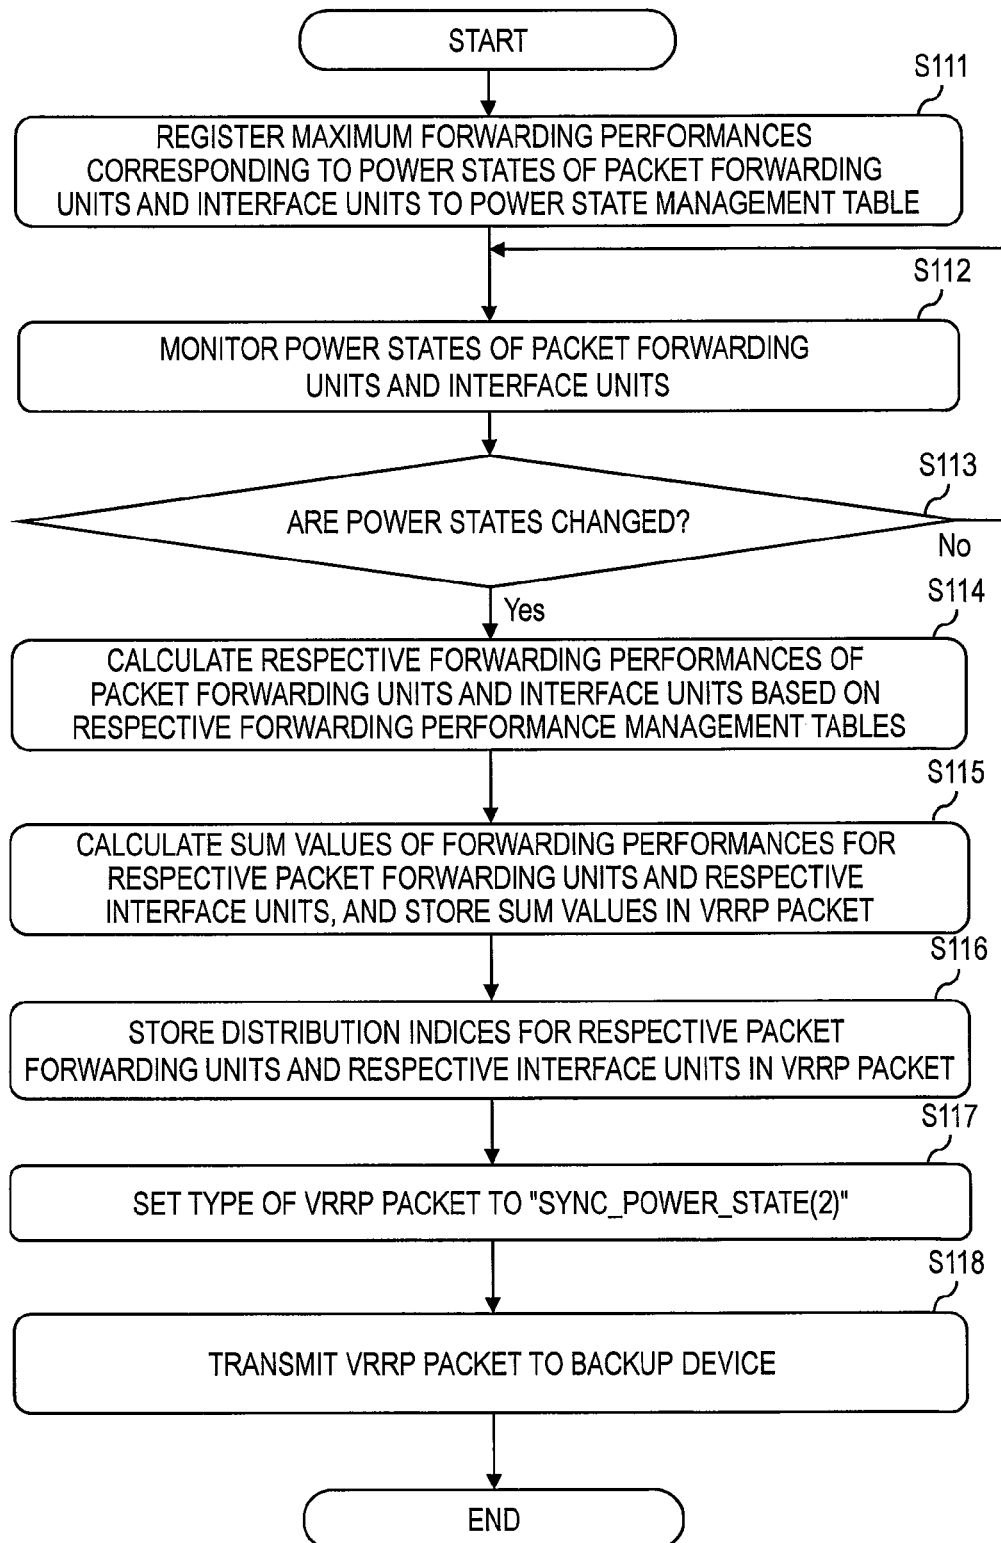 START
S111
REGISTER MAXIMUM FORWARDING PERFORMANCES
CORRESPONDING TO POWER STATES OF PACKET FORWARDING
UNITS AND INTERFACE UNITS TO POWER STATE MANAGEMENT TABLE
S112
MONITOR POWER STATES OF PACKET FORWARDING
UNITS AND INTERFACE UNITS
S113
ARE POWER STATES CHANGED?
No
Yes
S114
CALCULATE RESPECTIVE FORWARDING PERFORMANCES OF
PACKET FORWARDING UNITS AND INTERFACE UNITS BASED ON
RESPECTIVE FORWARDING PERFORMANCE MANAGEMENT TABLES
S115
CALCULATE SUM VALUES OF FORWARDING PERFORMANCES FOR
RESPECTIVE PACKET FORWARDING UNITS AND RESPECTIVE
INTERFACE UNITS, AND STORE SUM VALUES IN VRRP PACKET
S116
STORE DISTRIBUTION INDICES FOR RESPECTIVE PACKET
FORWARDING UNITS AND RESPECTIVE INTERFACE UNITS IN VRRP PACKET
S117
SET TYPE OF VRRP PACKET TO "SYNC_POWER_STATE(2)"
S118
TRANSMIT VRRP PACKET TO BACKUP DEVICE
END